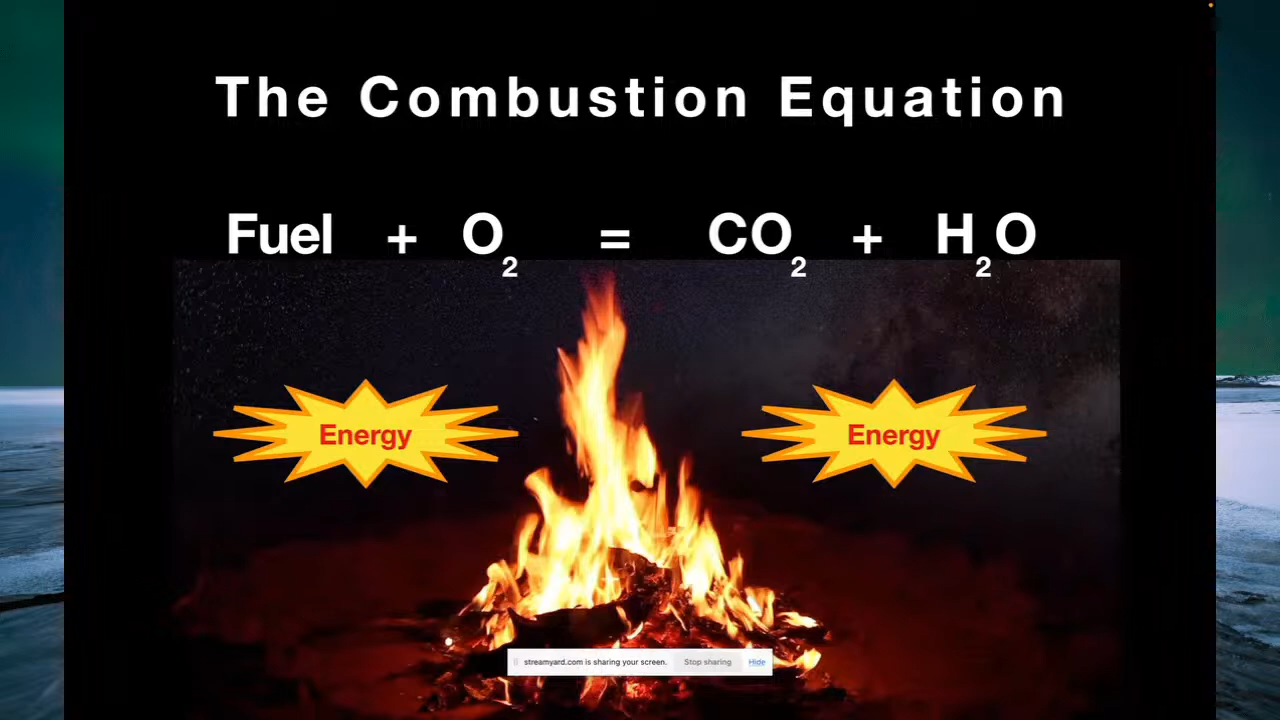 The Combustion Equation
Fuel + O2 = CO2 + H2O
Energy Energy
streamyard.com is sharing your screen. Stop sharing Hide